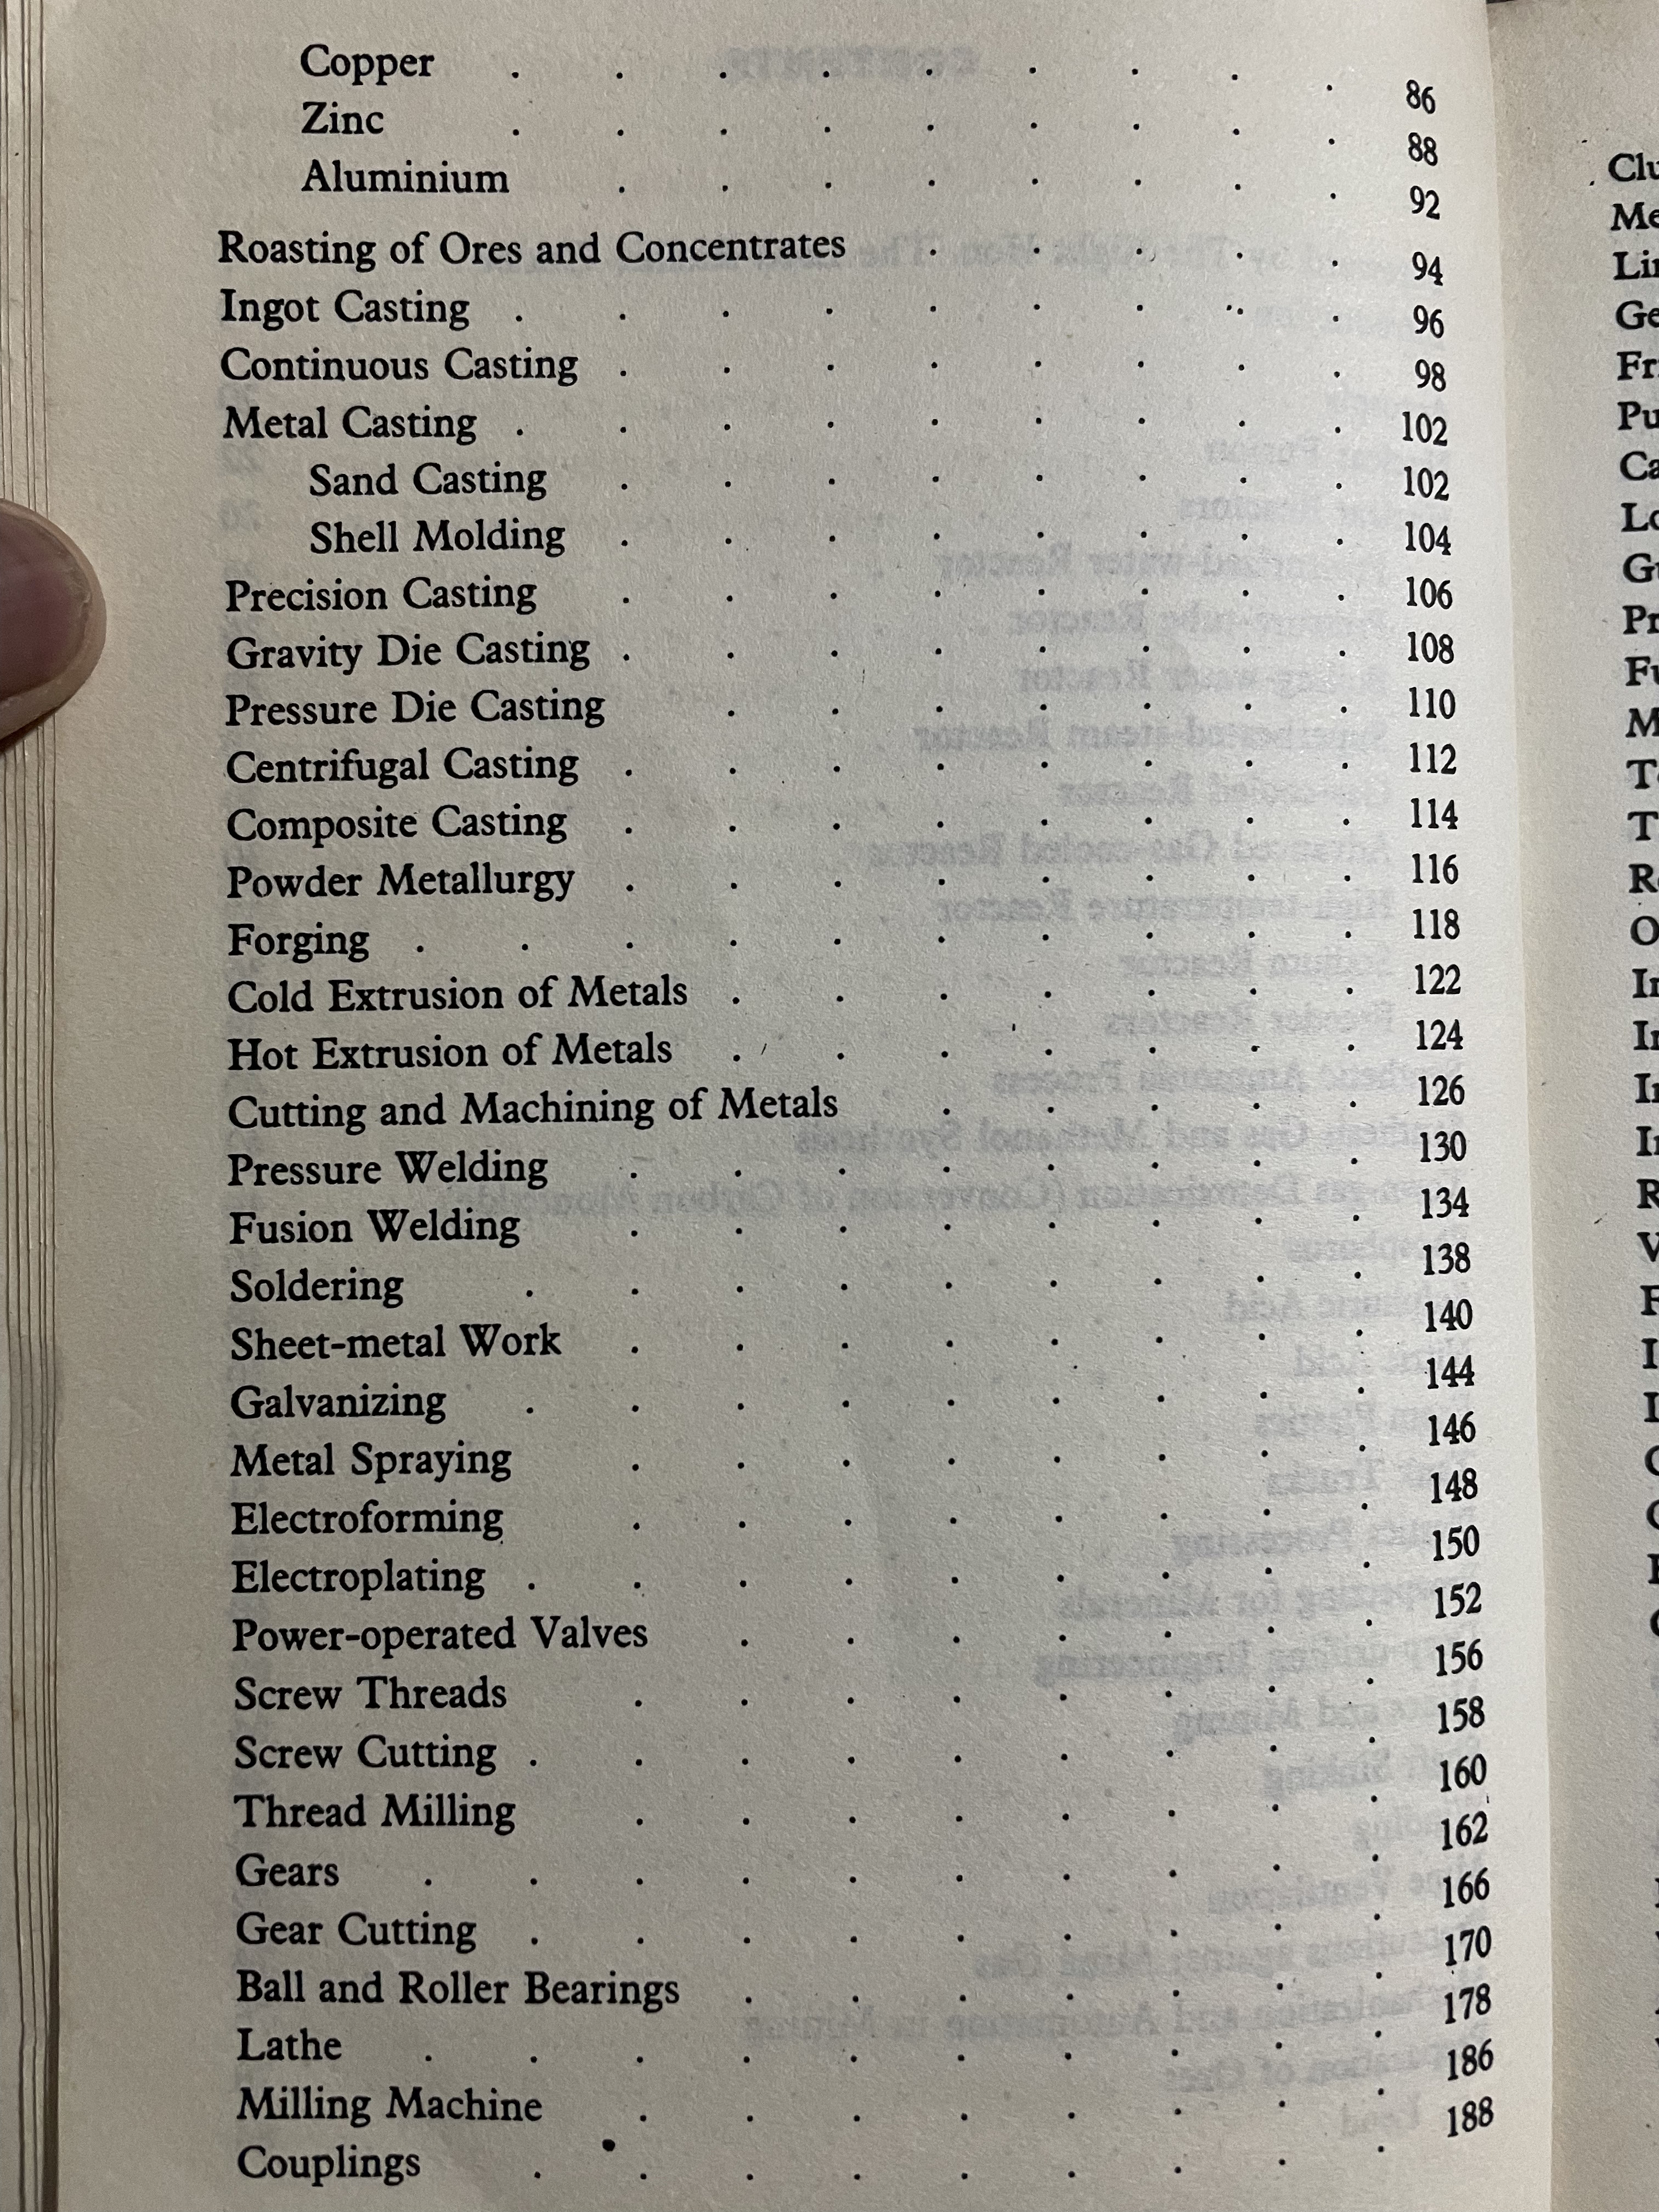 Copper . . . . . . . . . 86
Zinc . . . . . . . . . 88
Aluminium . . . . . . . . 92
Roasting of Ores and Concentrates . . . . . 94
Ingot Casting . . . . . . . . . 96
Continuous Casting . . . . . . . . 98
Metal Casting . . . . . . . . . 102
Sand Casting . . . . . . . . 102
Shell Molding . . . . . . . . 104
Precision Casting . . . . . . . . 106
Gravity Die Casting . . . . . . . . 108
Pressure Die Casting . . . . . . . 110
Centrifugal Casting . . . . . . . . 112
Composite Casting . . . . . . . . 114
Powder Metallurgy . . . . . . . . 116
Forging . . . . . . . . . . 118
Cold Extrusion of Metals . . . . . . . 122
Hot Extrusion of Metals . . . . . . . 124
Cutting and Machining of Metals . . . . . 126
Pressure Welding . . . . . . . . 130
Fusion Welding . . . . . . . . 134
Soldering . . . . . . . . . 138
Sheet-metal Work . . . . . . . . 140
Galvanizing . . . . . . . . . 144
Metal Spraying . . . . . . . . 146
Electroforming . . . . . . . . 148
Electroplating . . . . . . . . . 150
Power-operated Valves . . . . . . . 152
Screw Threads . . . . . . . . 156
Screw Cutting . . . . . . . . . 158
Thread Milling . . . . . . . . 160
Gears . . . . . . . . . . 162
Gear Cutting . . . . . . . . . 166
Ball and Roller Bearings . . . . . . . 170
Lathe . . . . . . . . . . 178
Milling Machine . . . . . . . . 186
Couplings . . . . . . . . . 188